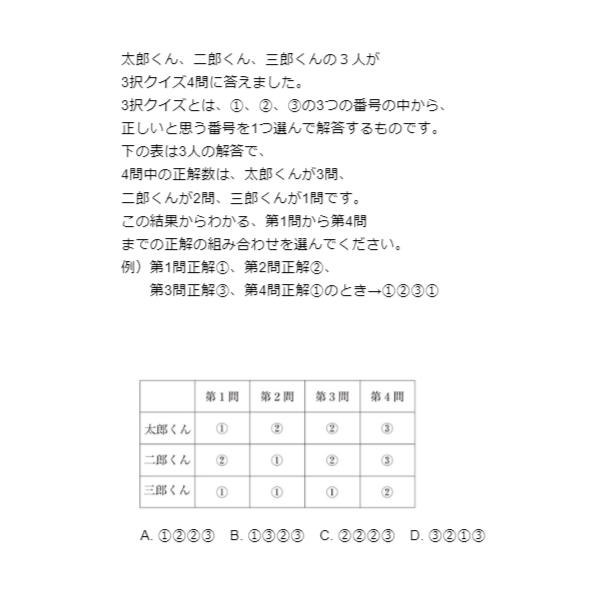 太郎くん、二郎くん、三郎くんの３人が
3択クイズ4問に答えました。
3択クイズとは、①、②、③の3つの番号の中から、
正しいと思う番号を1つ選んで解答するものです。
下の表は3人の解答で、
4問中の正解数は、太郎くんが3問、
二郎くんが2問、三郎くんが1問です。
この結果からわかる、第1問から第4問
までの正解の組み合わせを選んでください。
例）第1問正解①、第2問正解②、
第3問正解③、第4問正解①のとき→①②③①
第１問 第２問 第３問 第４問
太郎くん ① ② ② ③
二郎くん ② ① ② ③
三郎くん ① ① ① ②
A. ①②②③ B. ①③②③ C. ②②②③ D. ③②①③